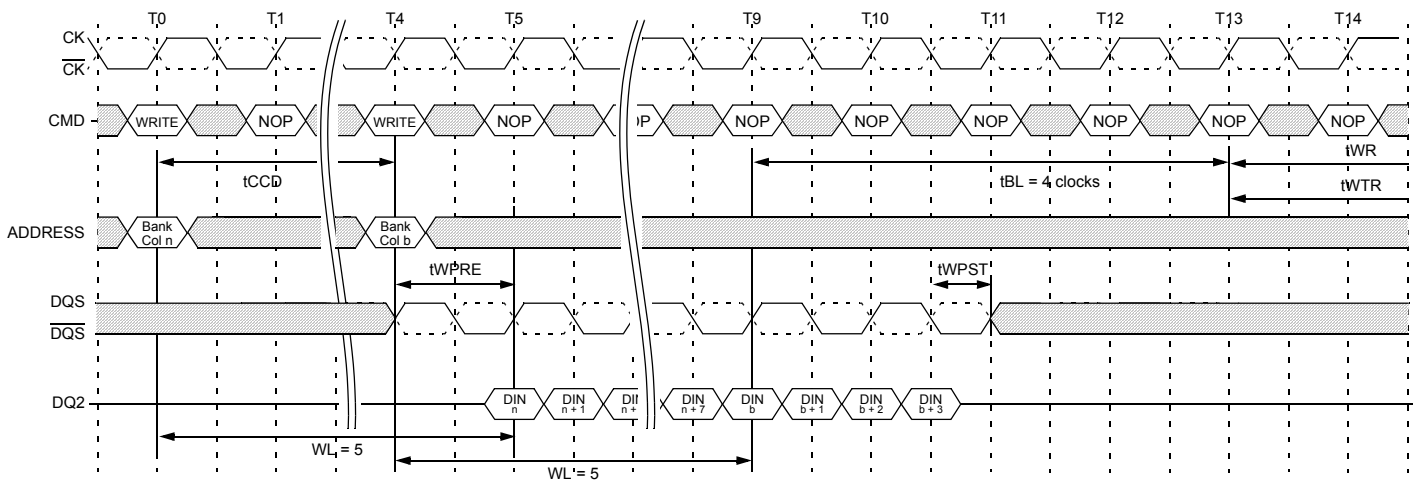 T0 T1 T4 T5 T9 T10 T11 T12 T13 T14
CK
CK
CMD WRITE NOP WRITE NOP OP NOP NOP NOP NOP NOP NOP
tWR
tCCD tBL = 4 clocks
tWTR
ADDRESS Bank Col n Bank Col b
tWPRE tWPST
DQS
DQS
DQ2 DIN n DIN n + 1 DIN n + DIN n + 7 DIN b DIN b + 1 DIN b + 2 DIN b + 3
WL = 5
WL = 5